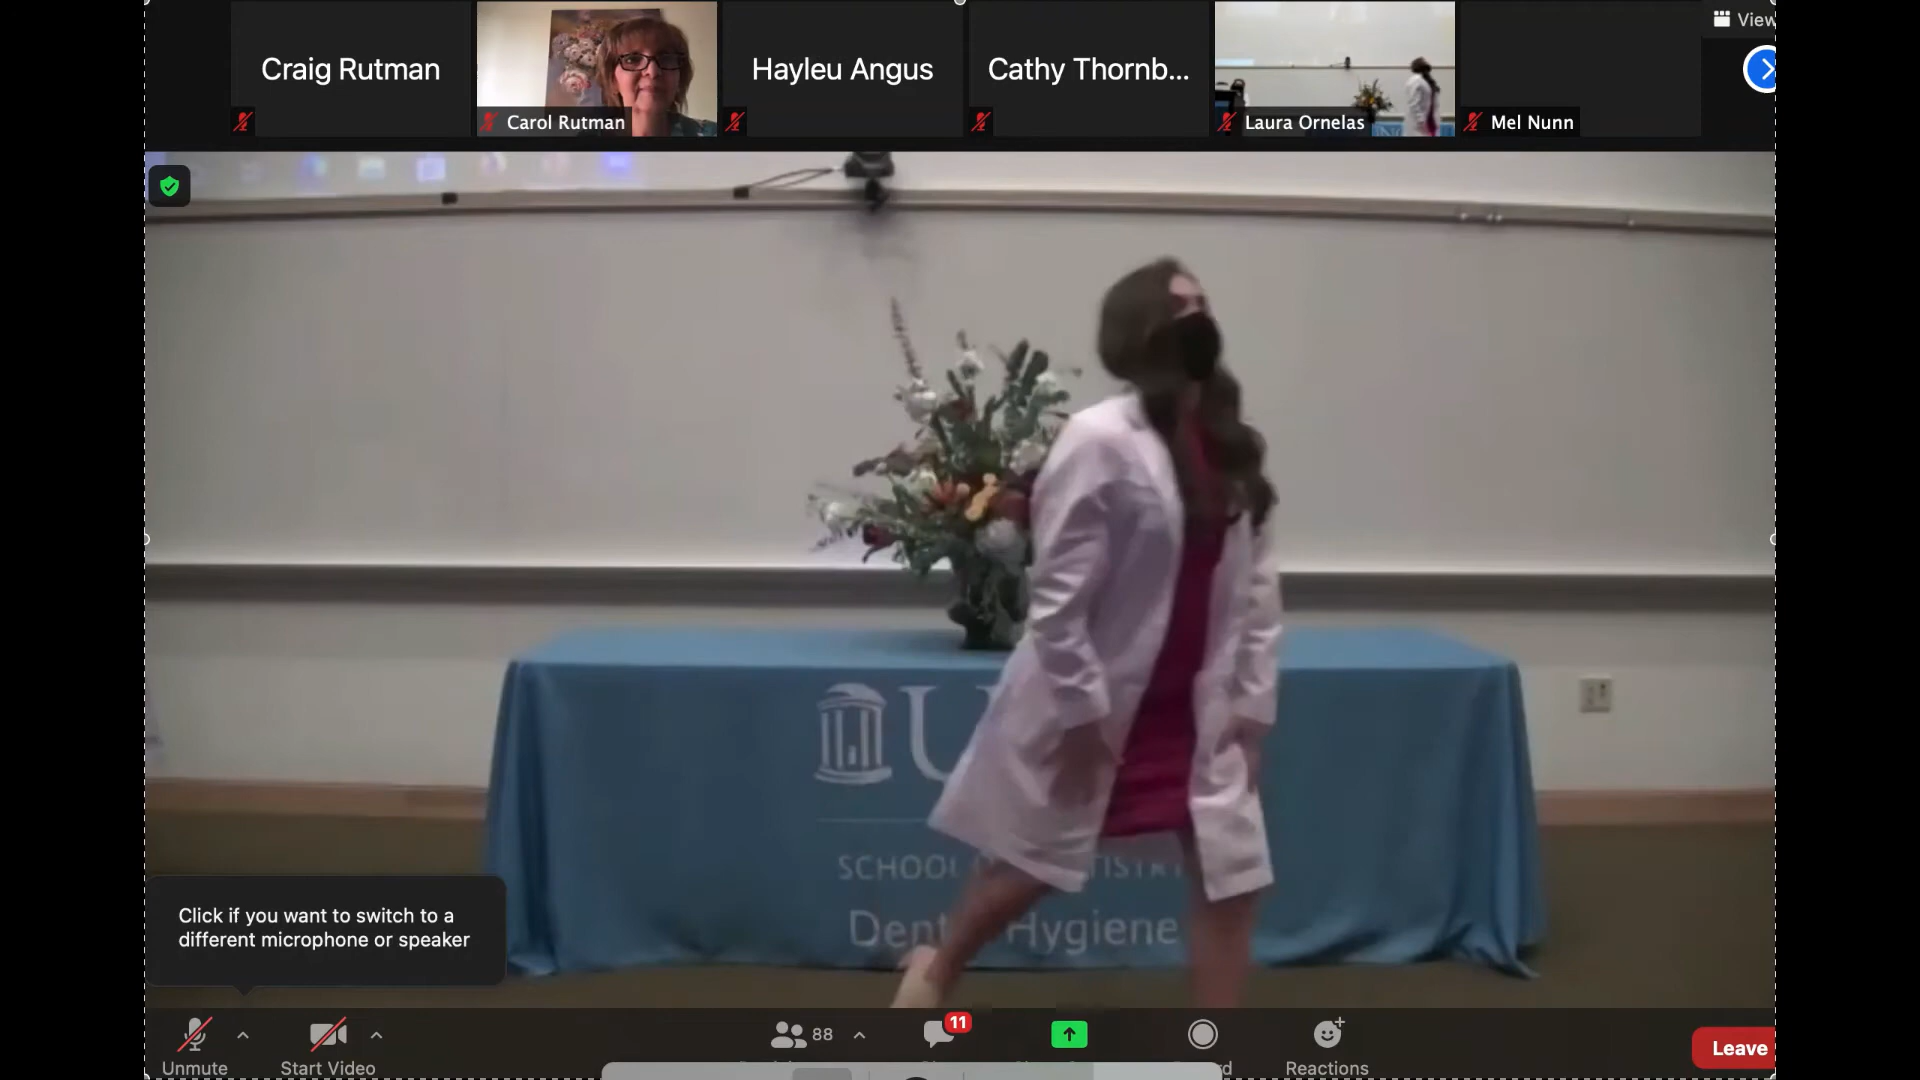 View
Craig Rutman
Carol Rutman
Hayleu Angus
Cathy Thornb...
Laura Ornelas
Mel Nunn
U
SCHOOL
Hygiene
Click if you want to switch to a
different microphone or speaker
88
11
Unmute
Start Video
Reactions
Leave